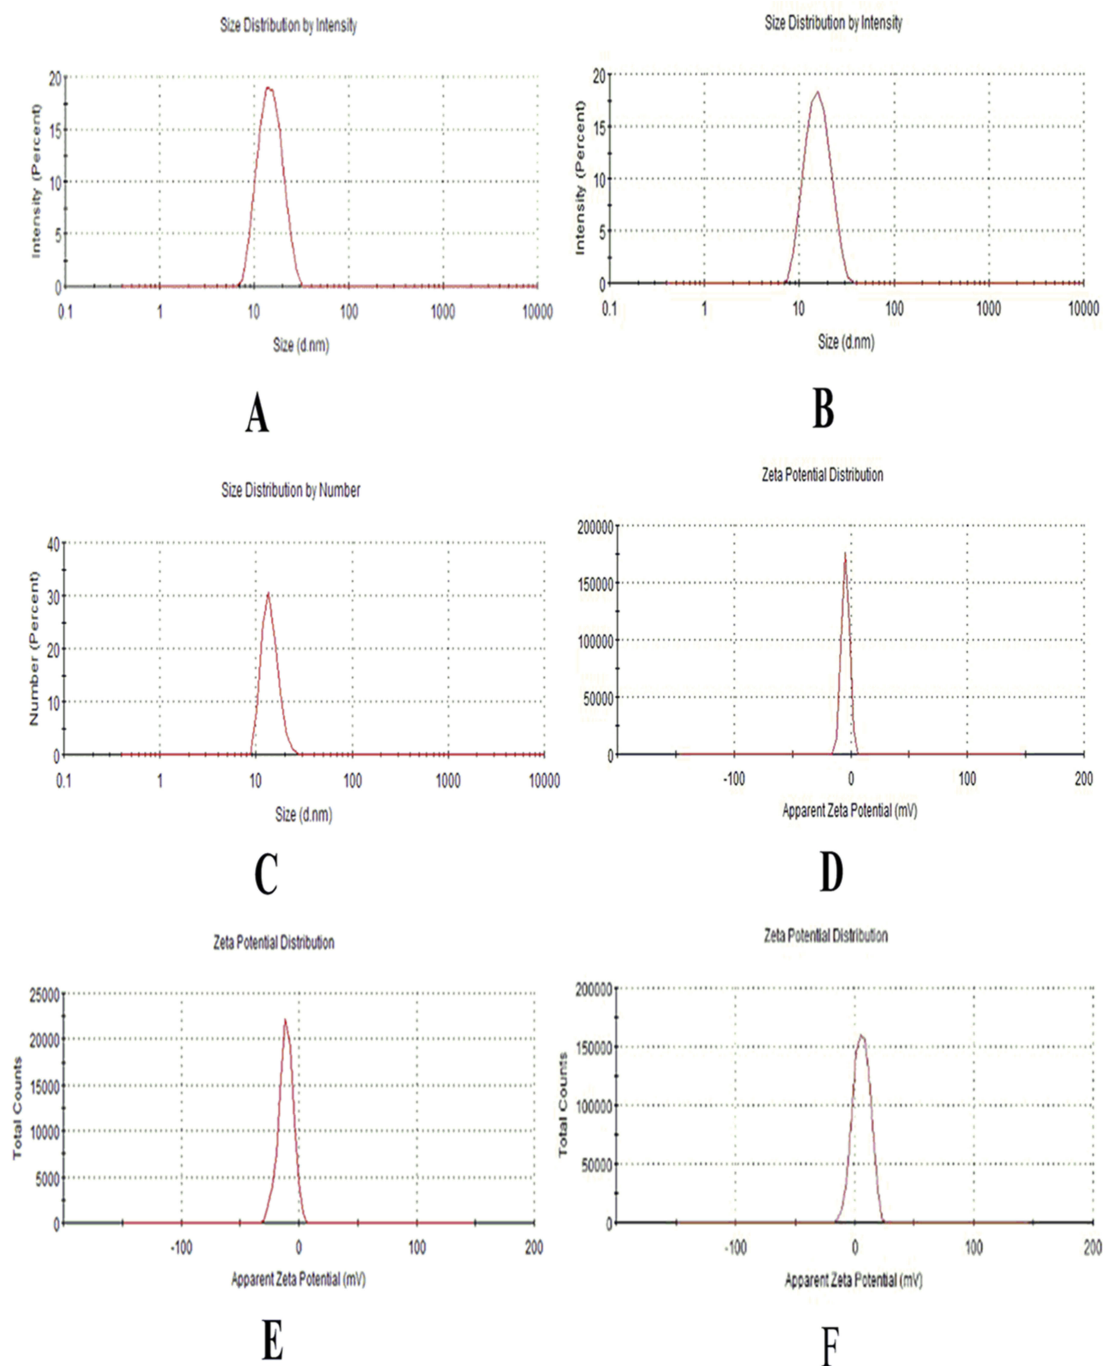 Size Distribution by Intensity
Intensity (Percent)
20
15
10
5
0
0.1 1 10 100 1000 10000
Size (d.nm)
A
Size Distribution by Intensity
Intensity (Percent)
20
15
10
5
0
0.1 1 10 100 1000 10000
Size (d.nm)
B
Size Distribution by Number
Number (Percent)
40
30
20
10
0
0.1 1 10 100 1000 10000
Size (d.nm)
C
Zeta Potential Distribution
200000
150000
100000
50000
0
-100 0 100 200
Apparent Zeta Potential (mV)
D
Zeta Potential Distribution
Total Counts
25000
20000
15000
10000
5000
0
-100 0 100 200
Apparent Zeta Potential (mV)
E
Zeta Potential Distribution
Total Counts
200000
150000
100000
50000
0
-100 0 100 200
Apparent Zeta Potential (mV)
F